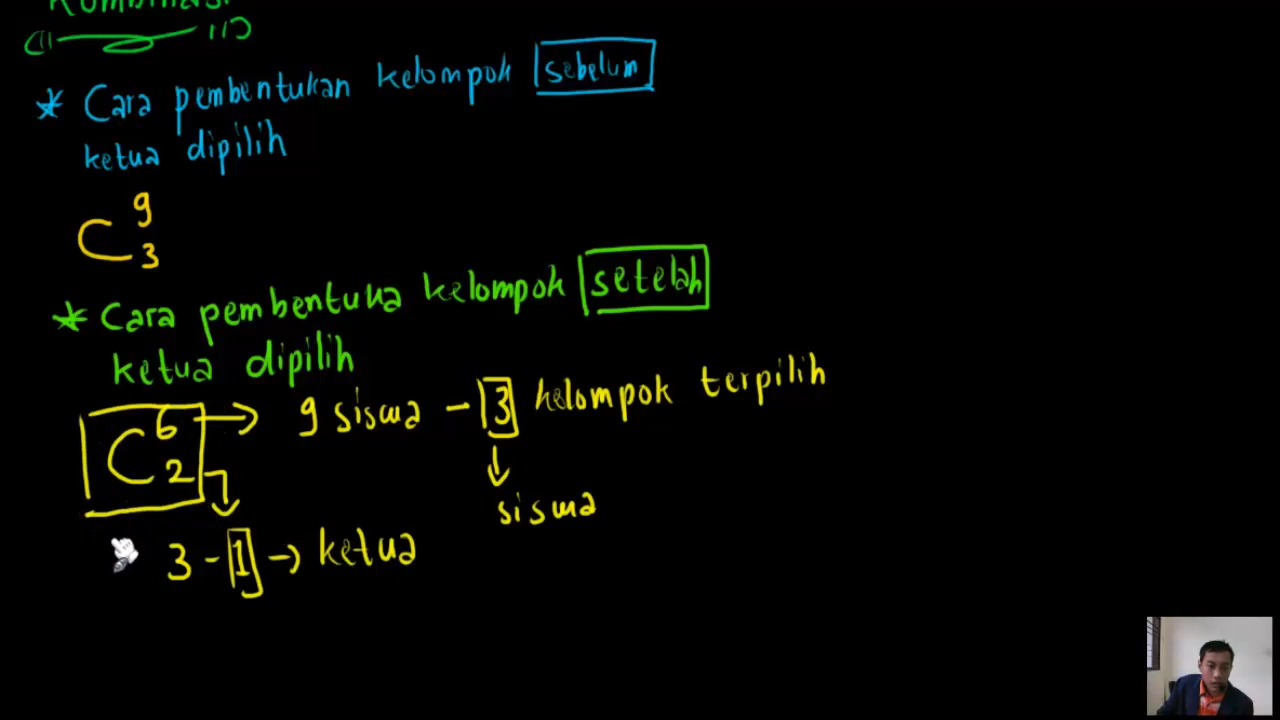 Kombinasi
* Cara pembentukan kelompok sebelum
ketua dipilih
C 9 3
* Cara pembentuka kelompok setelah
ketua dipilih
C 6 2 → 9 siswa - 3 kelompok terpilih
↓ siswa
3 - 1 → ketua